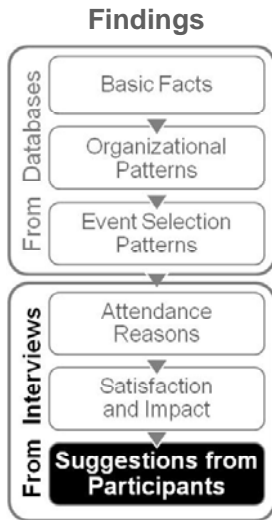 Findings
From Databases
Basic Facts
Organizational
Patterns
Event Selection
Patterns
From Interviews
Attendance
Reasons
Satisfaction
and Impact
Suggestions from
Participants